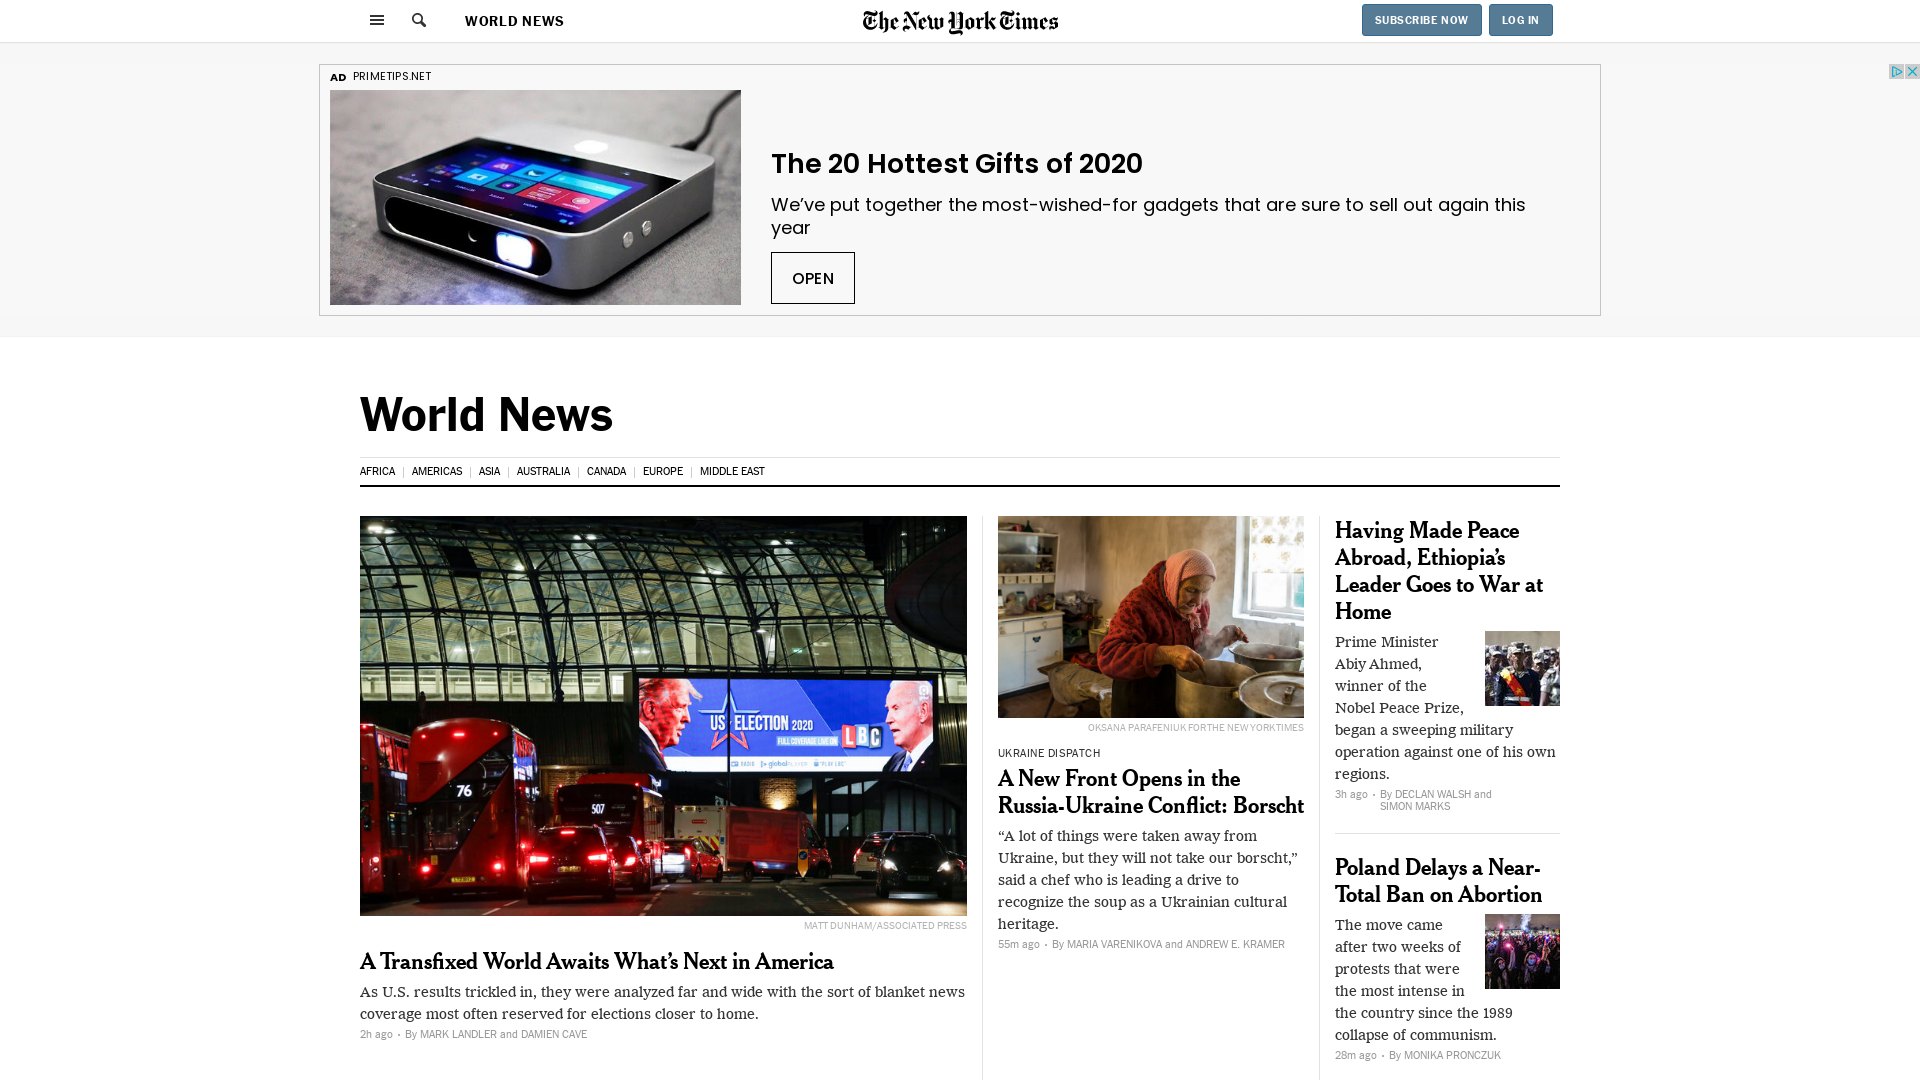 WORLD NEWS
The New York Times
SUBSCRIBE NOW
LOG IN
AD PRIMETIPS.NET
The 20 Hottest Gifts of 2020
We've put together the most-wished-for gadgets that are sure to sell out again this
year
OPEN
World News
AFRICA
AMERICAS
ASIA
AUSTRALIA
CANADA
EUROPE
MIDDLE EAST
US ELECTION 2020
FULL COVERAGE LIVE ON
LBC
76
507
MATT DUNHAM/ASSOCIATED PRESS
A Transfixed World Awaits What's Next in America
As U.S. results trickled in, they were analyzed far and wide with the sort of blanket news
coverage most often reserved for elections closer to home.
2h ago • By MARK LANDLER and DAMIEN CAVE
OKSANA PARAFENIUK FOR THE NEW YORK TIMES
UKRAINE DISPATCH
A New Front Opens in the
Russia-Ukraine Conflict: Borscht
“A lot of things were taken away from
Ukraine, but they will not take our borscht,”
said a chef who is leading a drive to
recognize the soup as a Ukrainian cultural
heritage.
55m ago • By MARIA VARENIKOVA and ANDREW E. KRAMER
Having Made Peace
Abroad, Ethiopia's
Leader Goes to War at
Home
Prime Minister
Abiy Ahmed,
winner of the
Nobel Peace Prize,
began a sweeping military
operation against one of his own
regions.
3h ago • By DECLAN WALSH and
SIMON MARKS
Poland Delays a Near-
Total Ban on Abortion
The move came
after two weeks of
protests that were
the most intense in
the country since the 1989
collapse of communism.
28m ago • By MONIKA PRONCZUK